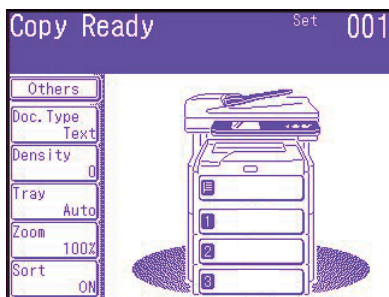 Copy Ready
Set 001
Others
Doc.Type
Text
Density
0
Tray
Auto
Zoom
100%
Sort
ON
1
2
3